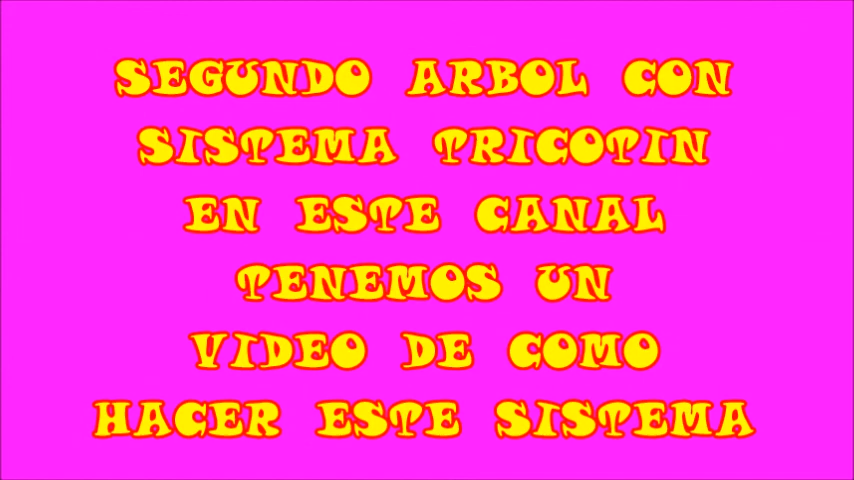 SEGUNDO ARBOL CON
SISTEMA TRICOTIN
EN ESTE CANAL
TENEMOS UN
VIDEO DE COMO
HACER ESTE SISTEMA